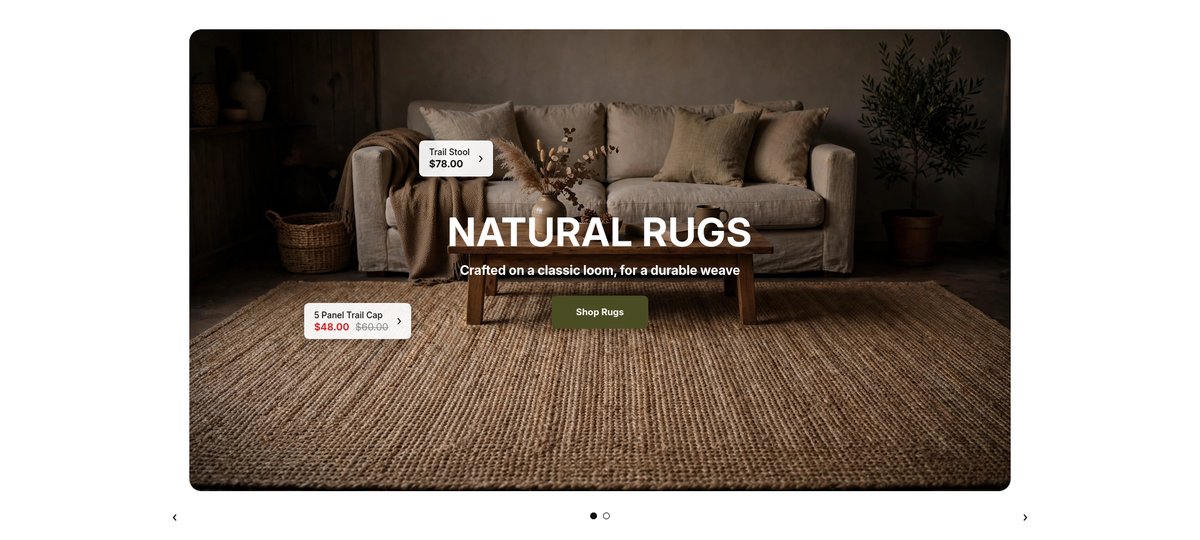 Trail Stool
$78.00
NATURAL RUGS
Crafted on a classic loom, for a durable weave
Shop Rugs
5 Panel Trail Cap
$48.00 $60.00